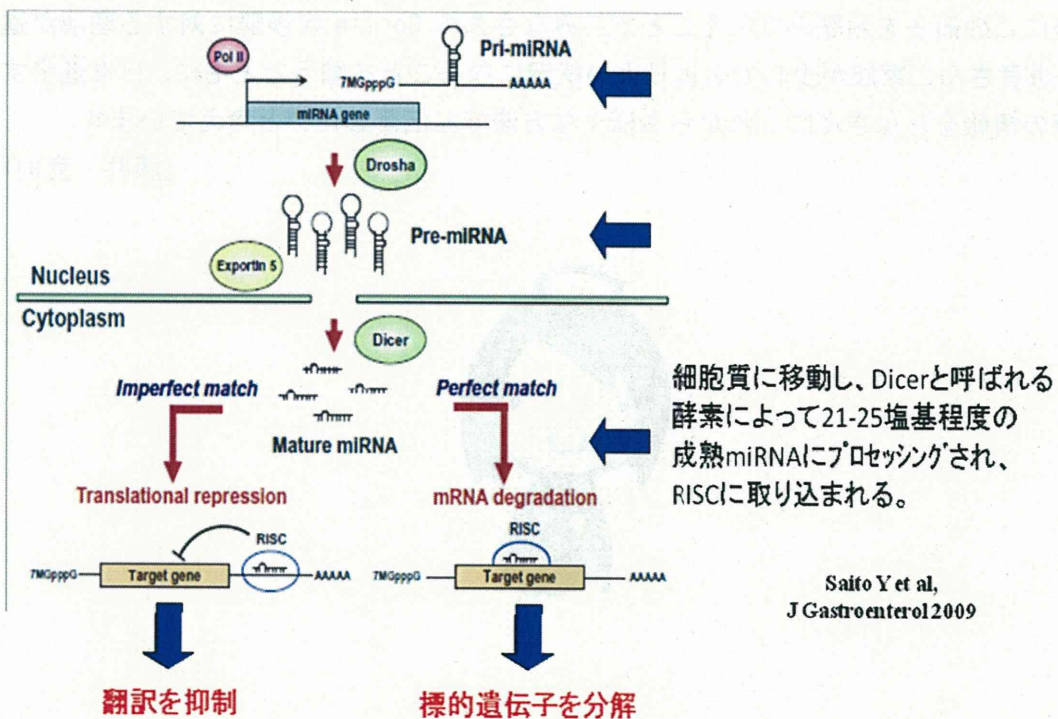 Pol II
Pri-miRNA
7MGpppG
AAAAA
miRNA gene
Drosha
Pre-miRNA
Exportin 5
Nucleus
Cytoplasm
Dicer
Imperfect match
Perfect match
Mature miRNA
細胞質に移動し、Dicerと呼ばれる
酵素によって21-25塩基程度の
成熟miRNAにプロセッシングされ、
RISCに取り込まれる。
Translational repression
mRNA degradation
RISC
RISC
7MGpppG
Target gene
AAAAA
7MGpppG
Target gene
AAAAA
Saito Y et al,
J Gastroenterol 2009
翻訳を抑制
標的遺伝子を分解